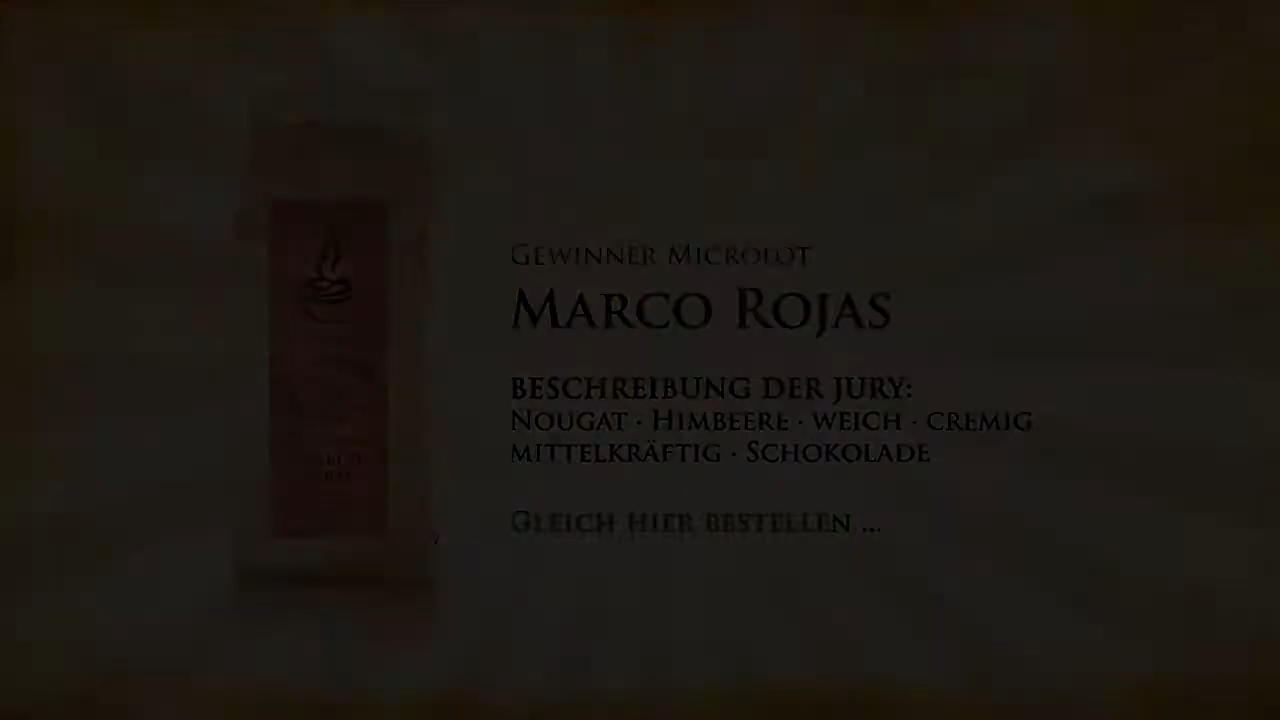 Gewinner Microlot
Marco Rojas
Beschreibung der Jury:
Nougat · Himbeere · weich · cremig
mittelkräftig · Schokolade
Gleich hier bestellen ...